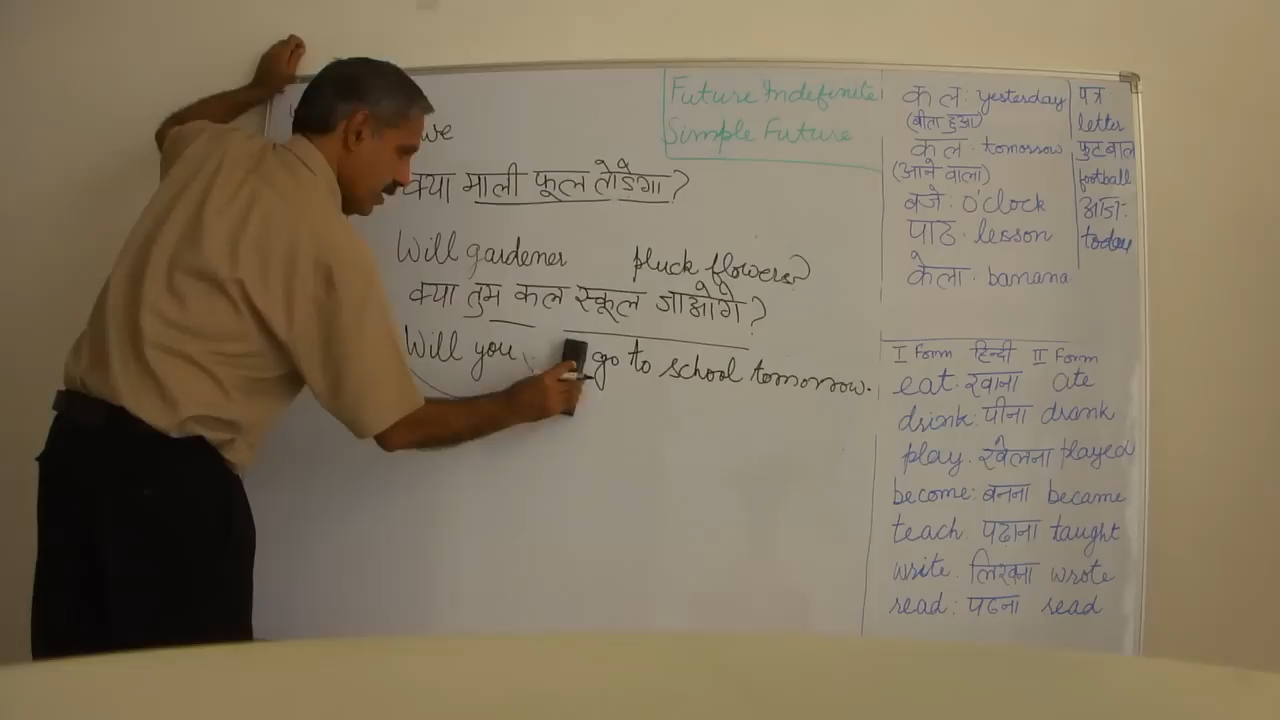 we
क्या माली फूल तोडेगा?
Will gardener pluck flowers?
क्या तुम कल स्कूल जाओगे?
Will you go to school tomorrow.
Future Indefinite
Simple Future
कल: yesterday
(बीता हुआ)
कल. tomorrow
(आने वाला)
बजे: o'clock
पाठ. lesson
केला. banana
पत्र
letter
फुटबाल
football
आज:
today
I Form हिन्दी II Form
eat. खाना ate
drink: पीना drank
play. खेलना played
become: बनना became
teach. पढाना taught
write. लिखना wrote
read: पढना read